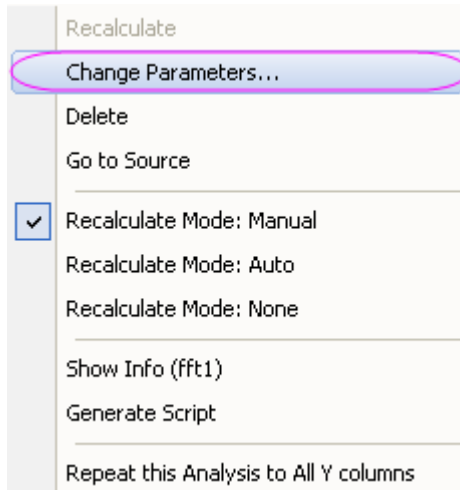 Recalculate
Change Parameters...
Delete
Go to Source
Recalculate Mode: Manual
Recalculate Mode: Auto
Recalculate Mode: None
Show Info (fft1)
Generate Script
Repeat this Analysis to All Y columns